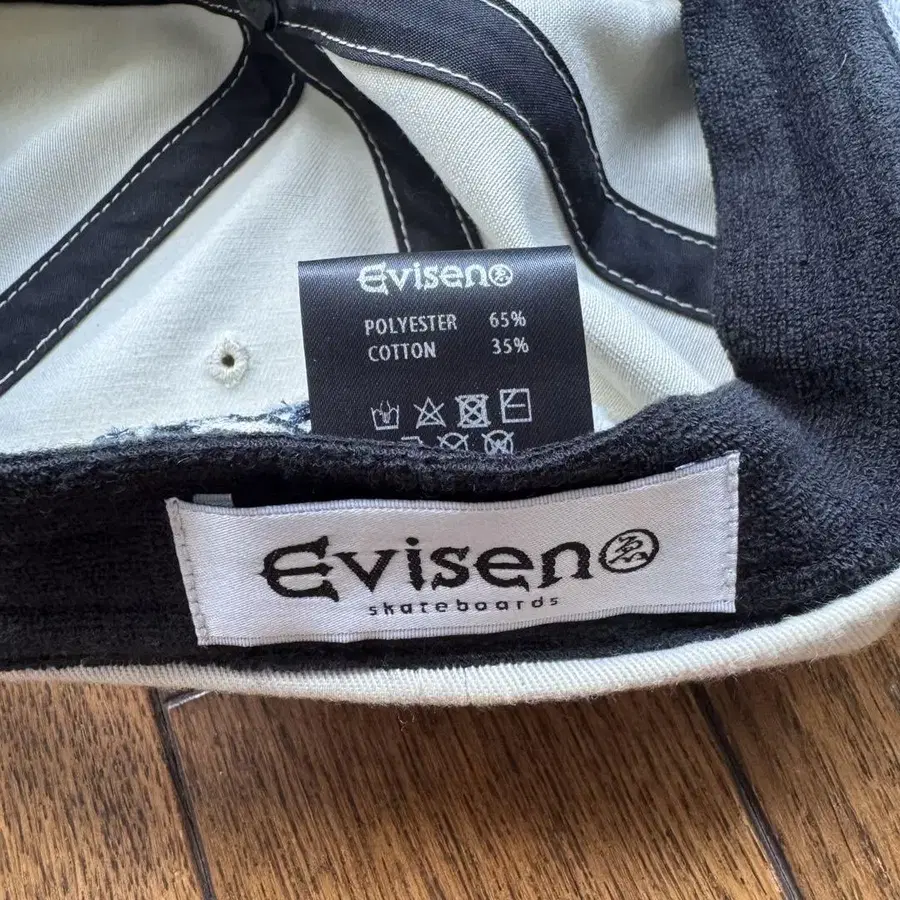 Evisen
POLYESTER 65%
COTTON 35%
Evisen
skateboards